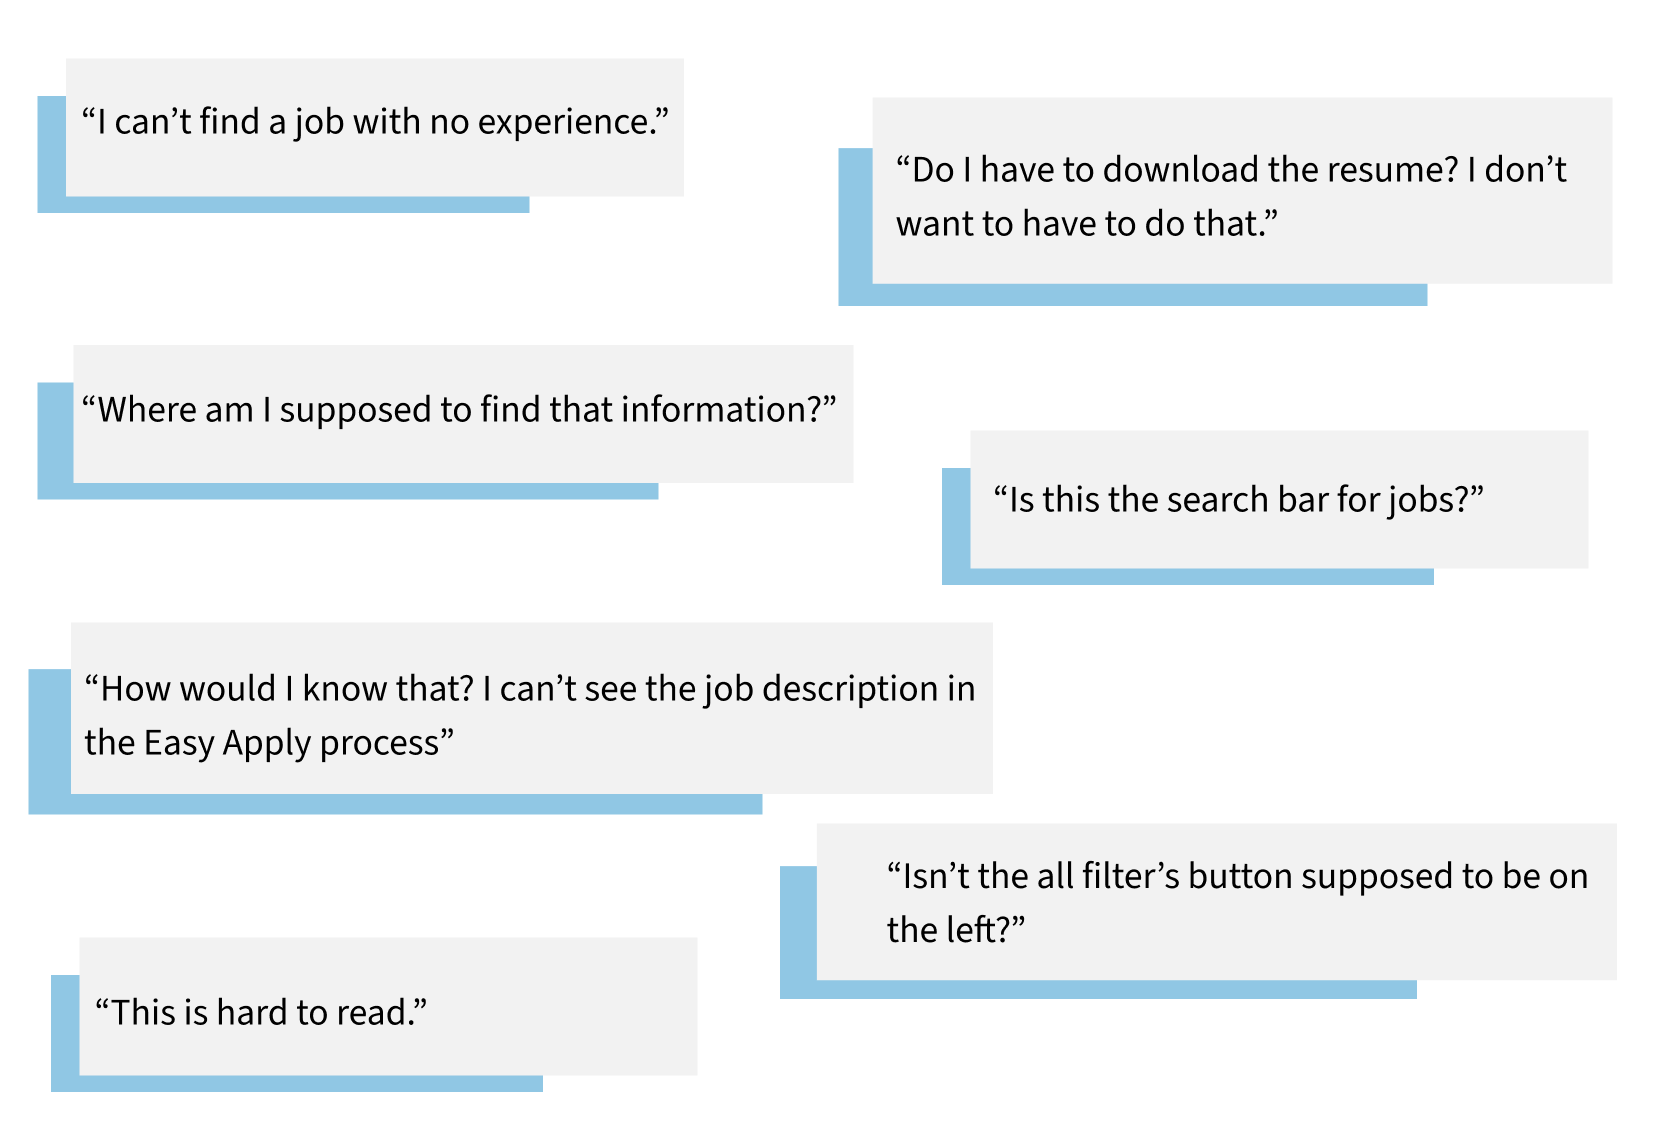 “I can’t find a job with no experience.”
“Do I have to download the resume? I don’t
want to have to do that.”
“Where am I supposed to find that information?”
“Is this the search bar for jobs?”
“How would I know that? I can’t see the job description in
the Easy Apply process”
“Isn’t the all filter’s button supposed to be on
the left?”
“This is hard to read.”